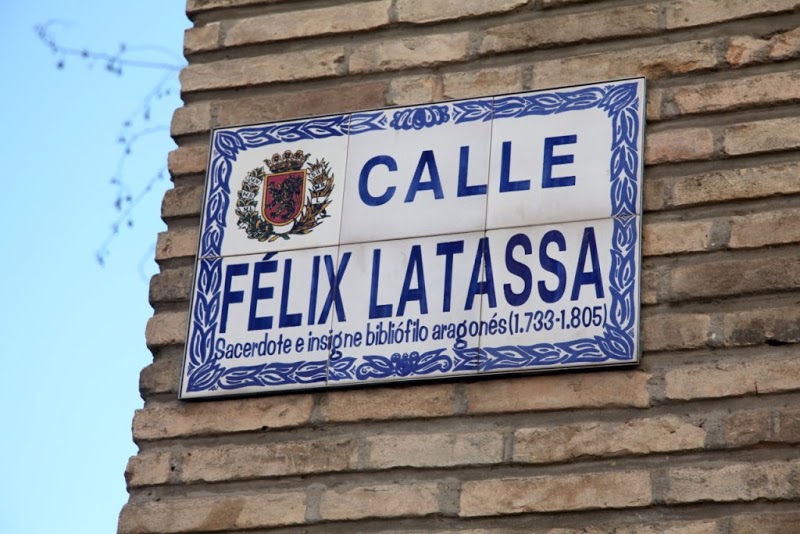 CALLE
FÉLIX LATASSA
Sacerdote e insigne bibliófilo aragonés (1.733-1.805)